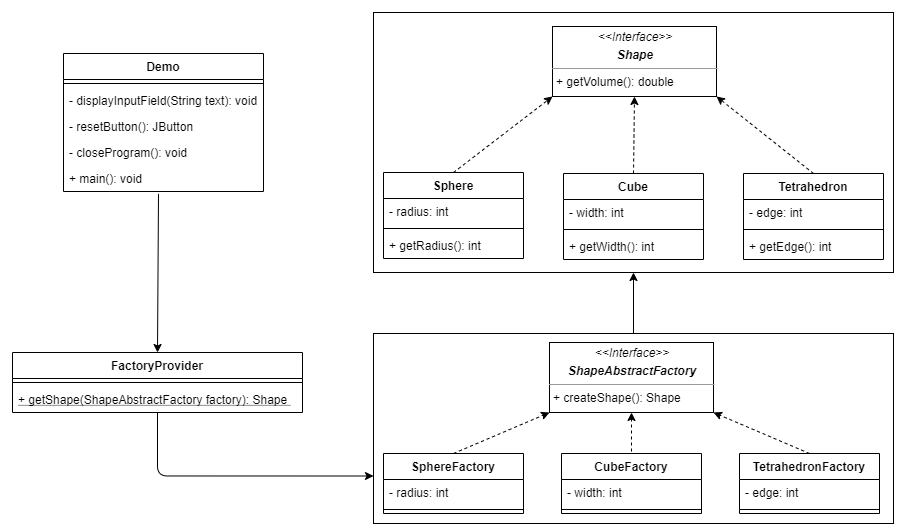 Demo
- displayInputField(String text): void
- resetButton(): JButton
- closeProgram(): void
+ main(): void
<<Interface>>
Shape
+ getVolume(): double
Sphere
- radius: int
+ getRadius(): int
Cube
- width: int
+ getWidth(): int
Tetrahedron
- edge: int
+ getEdge(): int
FactoryProvider
+ getShape(ShapeAbstractFactory factory): Shape
<<Interface>>
ShapeAbstractFactory
+ createShape(): Shape
SphereFactory
- radius: int
CubeFactory
- width: int
TetrahedronFactory
- edge: int